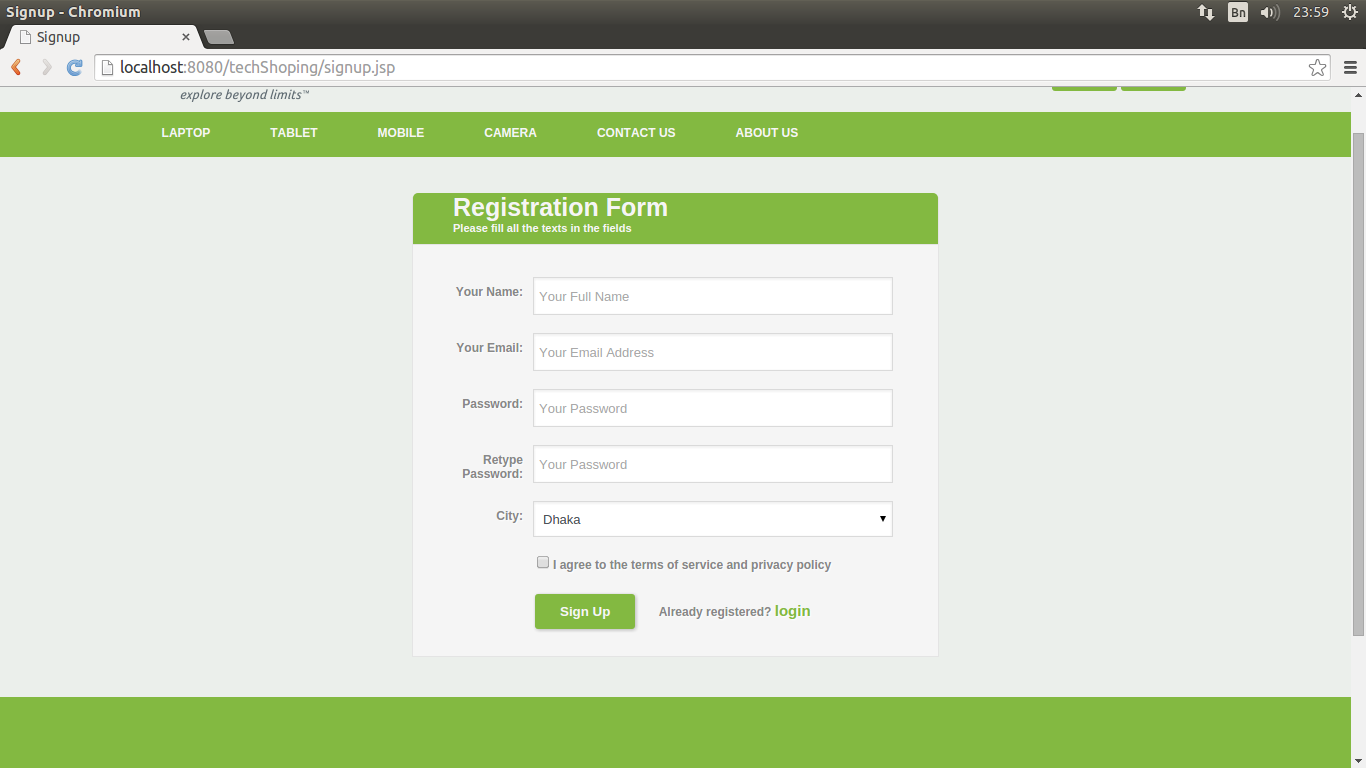 Signup - Chromium
Bn
23:59
Signup
localhost:8080/techShoping/signup.jsp
explore beyond limits™
LAPTOP TABLET MOBILE CAMERA CONTACT US ABOUT US
Registration Form
Please fill all the texts in the fields
Your Name: Your Full Name
Your Email: Your Email Address
Password: Your Password
Retype
Password: Your Password
City: Dhaka
I agree to the terms of service and privacy policy
Sign Up Already registered? login